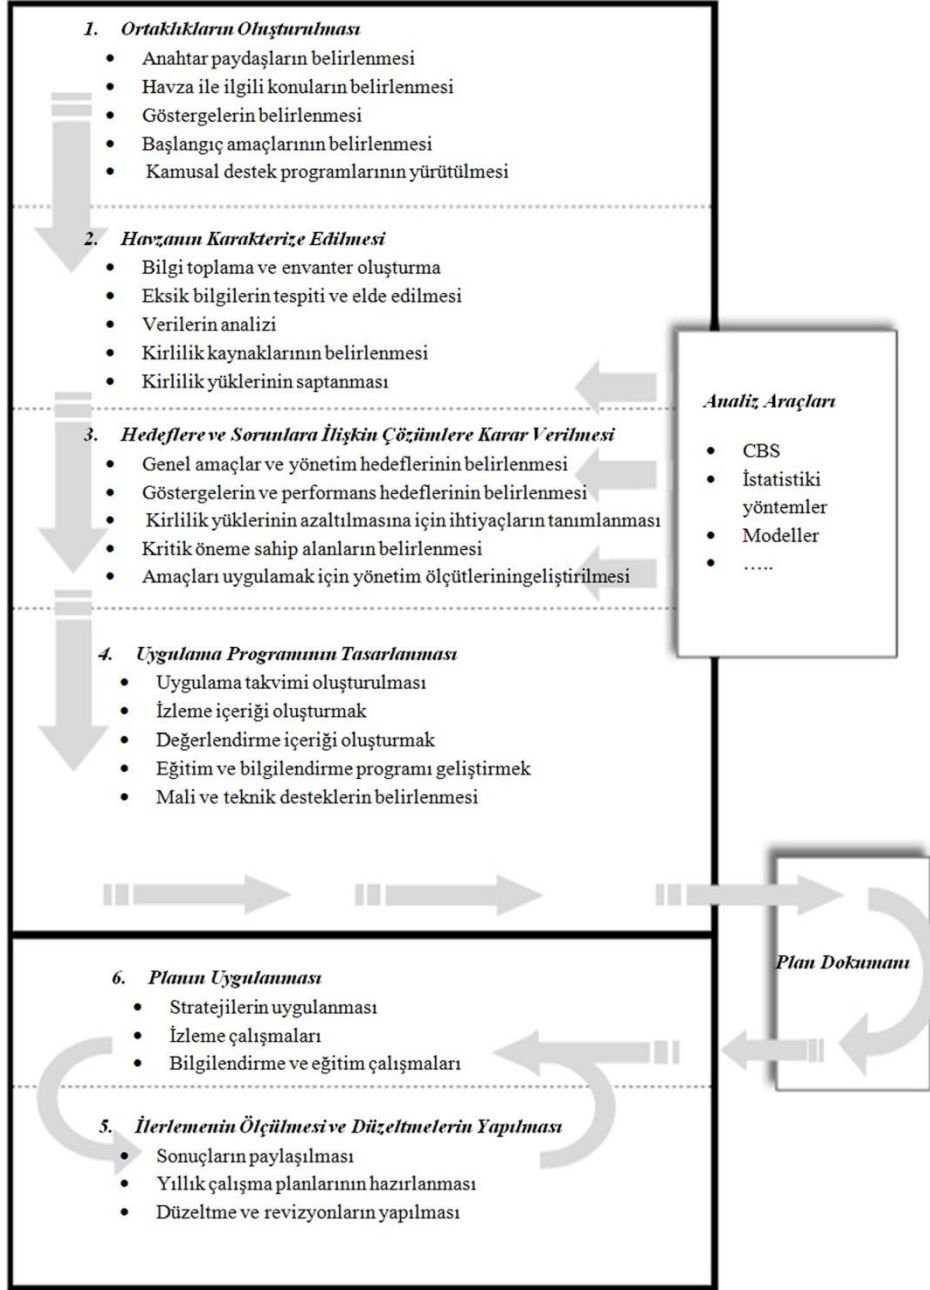 1. Ortaklıkların Oluşturulması
• Anahtar paydaşların belirlenmesi
• Havza ile ilgili konuların belirlenmesi
• Göstergelerin belirlenmesi
• Başlangıç amaçlarının belirlenmesi
• Kamusal destek programlarının yürütülmesi
2. Havzanın Karakterize Edilmesi
• Bilgi toplama ve envanter oluşturma
• Eksik bilgilerin tespiti ve elde edilmesi
• Verilerin analizi
• Kirlilik kaynaklarının belirlenmesi
• Kirlilik yüklerinin saptanması
3. Hedeflere ve Sorunlara İlişkin Çözümlere Karar Verilmesi
• Genel amaçlar ve yönetim hedeflerinin belirlenmesi
• Göstergelerin ve performans hedeflerinin belirlenmesi
• Kirlilik yüklerinin azaltılmasına için ihtiyaçların tanımlanması
• Kritik öneme sahip alanların belirlenmesi
• Amaçları uygulamak için yönetim ölçütleriningeliştirilmesi
Analiz Araçları
• CBS
• İstatistiki
yöntemler
• Modeller
• …..
4. Uygulama Programının Tasarlanması
• Uygulama takvimi oluşturulması
• İzleme içeriği oluşturmak
• Değerlendirme içeriği oluşturmak
• Eğitim ve bilgilendirme programı geliştirmek
• Mali ve teknik desteklerin belirlenmesi
Plan Dokumanı
6. Planın Uygulanması
• Stratejilerin uygulanması
• İzleme çalışmaları
• Bilgilendirme ve eğitim çalışmaları
5. İlerlemenin Ölçülmesi ve Düzeltmelerin Yapılması
• Sonuçların paylaşılması
• Yıllık çalışma planlarının hazırlanması
• Düzeltme ve revizyonların yapılması